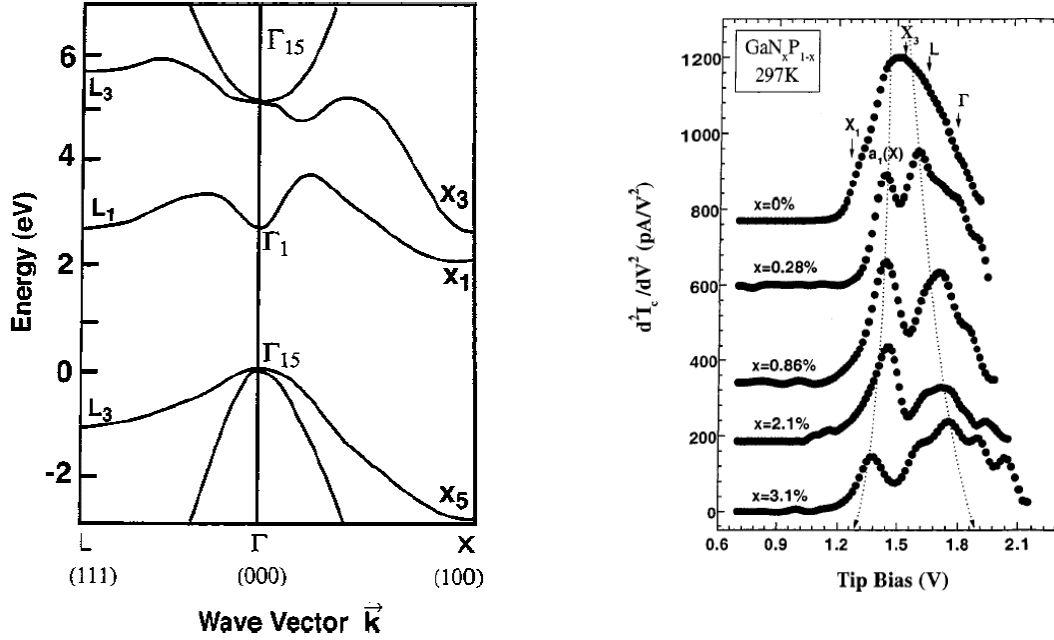 6
4
2
0
-2
Energy (eV)
Γ15
L3
L1
Γ1
X3
X1
Γ15
L3
X5
L
Γ
X
(111)
(000)
(100)
Wave Vector k
GaNxP1-x
297K
X3
L
Γ
X1
a1(X)
x=0%
x=0.28%
x=0.86%
x=2.1%
x=3.1%
1200
1000
800
600
400
200
0
d²Ic/dV² (pA/V²)
0.6
0.9
1.2
1.5
1.8
2.1
Tip Bias (V)